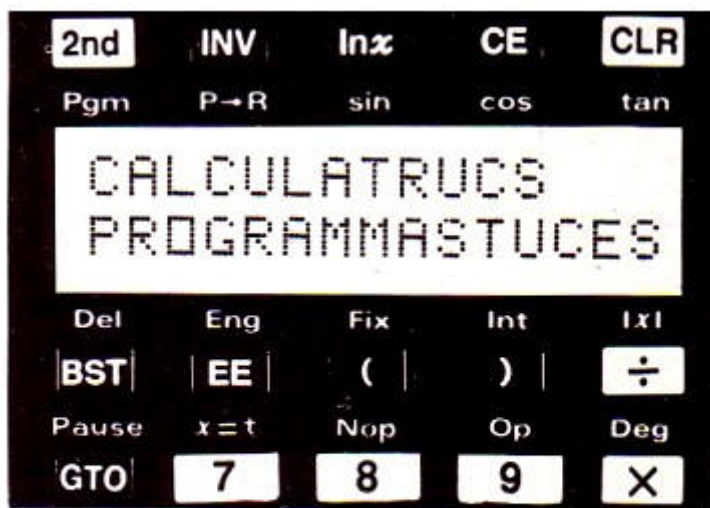 2nd INV lnx CE CLR
Pgm P→R sin cos tan
CALCULATRUCS
PROGRAMMASTUCES
Del Eng Fix Int |x|
BST EE ( ) ÷
Pause x=t Nop Op Deg
GTO 7 8 9 ×